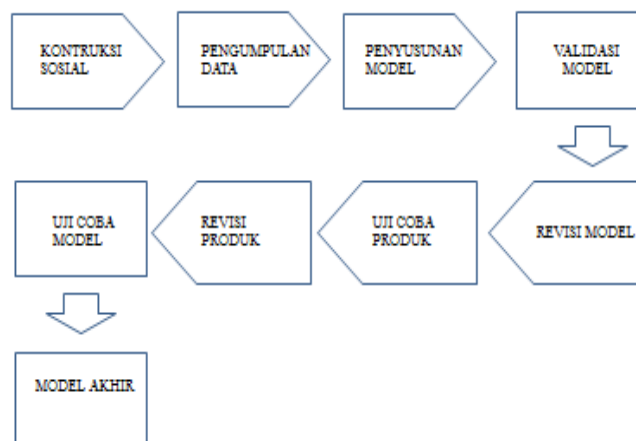 KONTRUKSI
SOSIAL
PENGUMPULAN
DATA
PENYUSUNAN
MODEL
VALIDASI
MODEL
UJI COBA
MODEL
REVISI
PRODUK
UJI COBA
PRODUK
REVISI MODEL
MODEL AKHIR